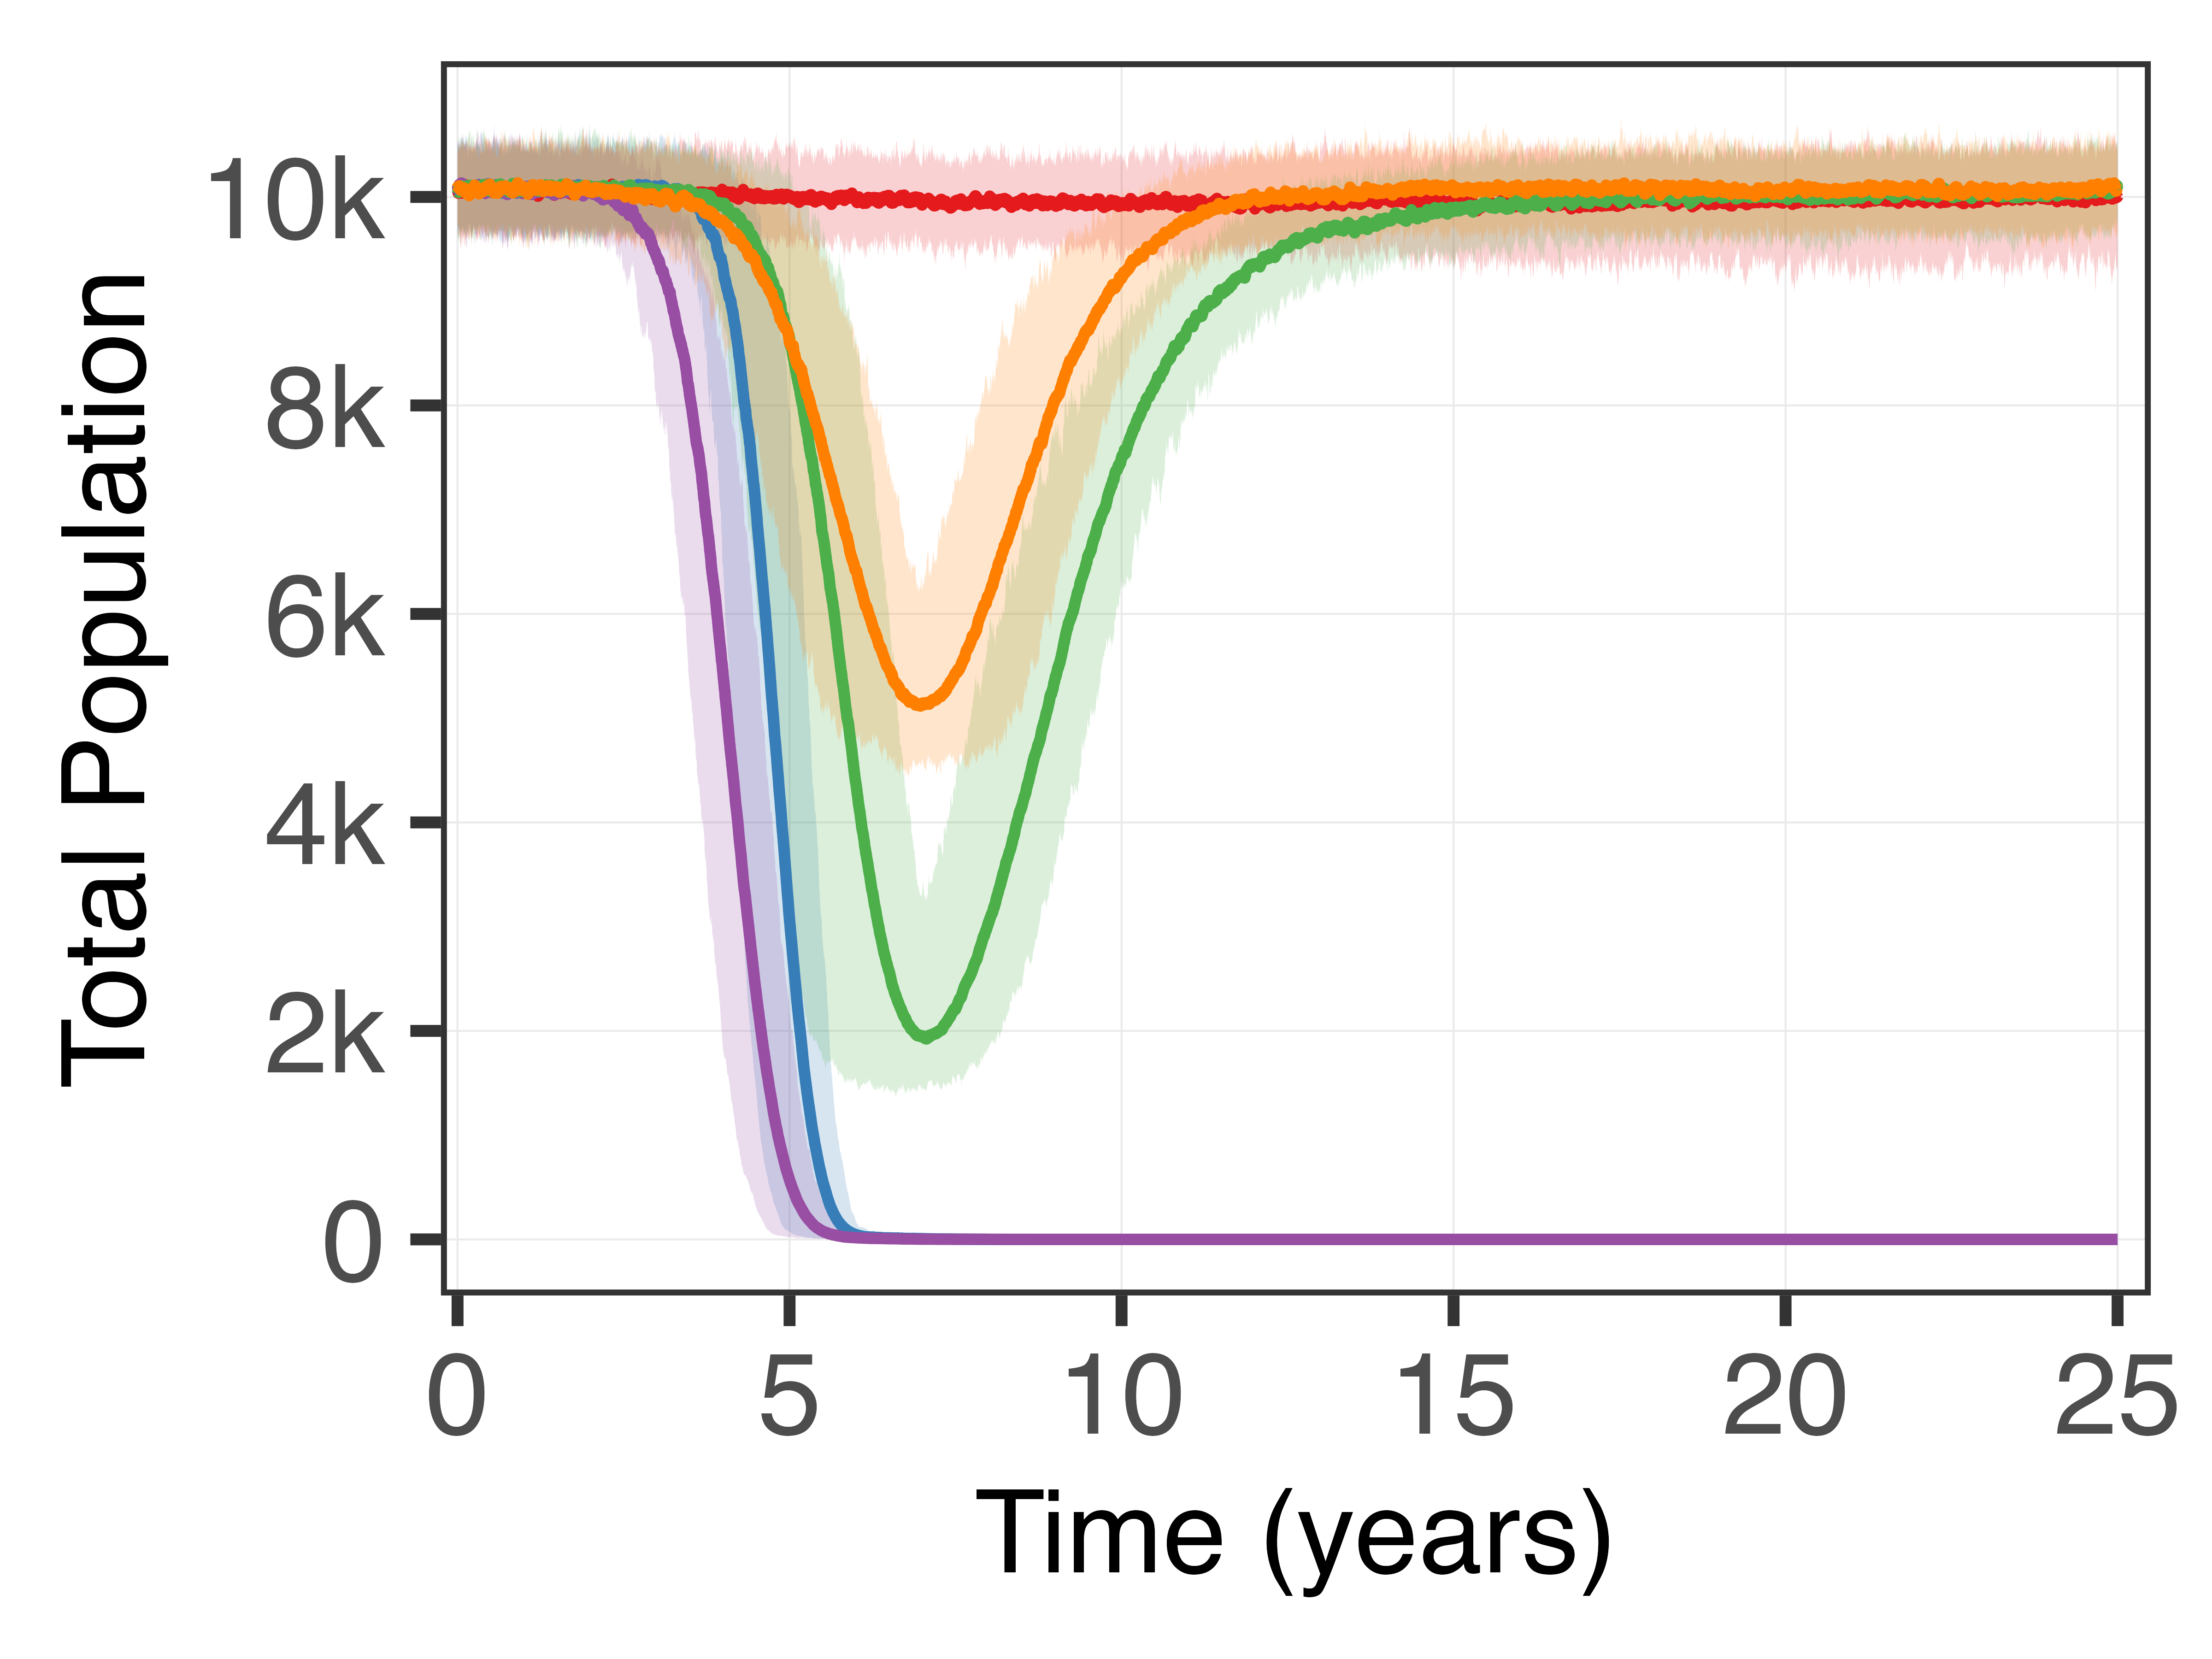 Total Population
10k
8k
6k
4k
2k
0
0 5 10 15 20 25
Time (years)